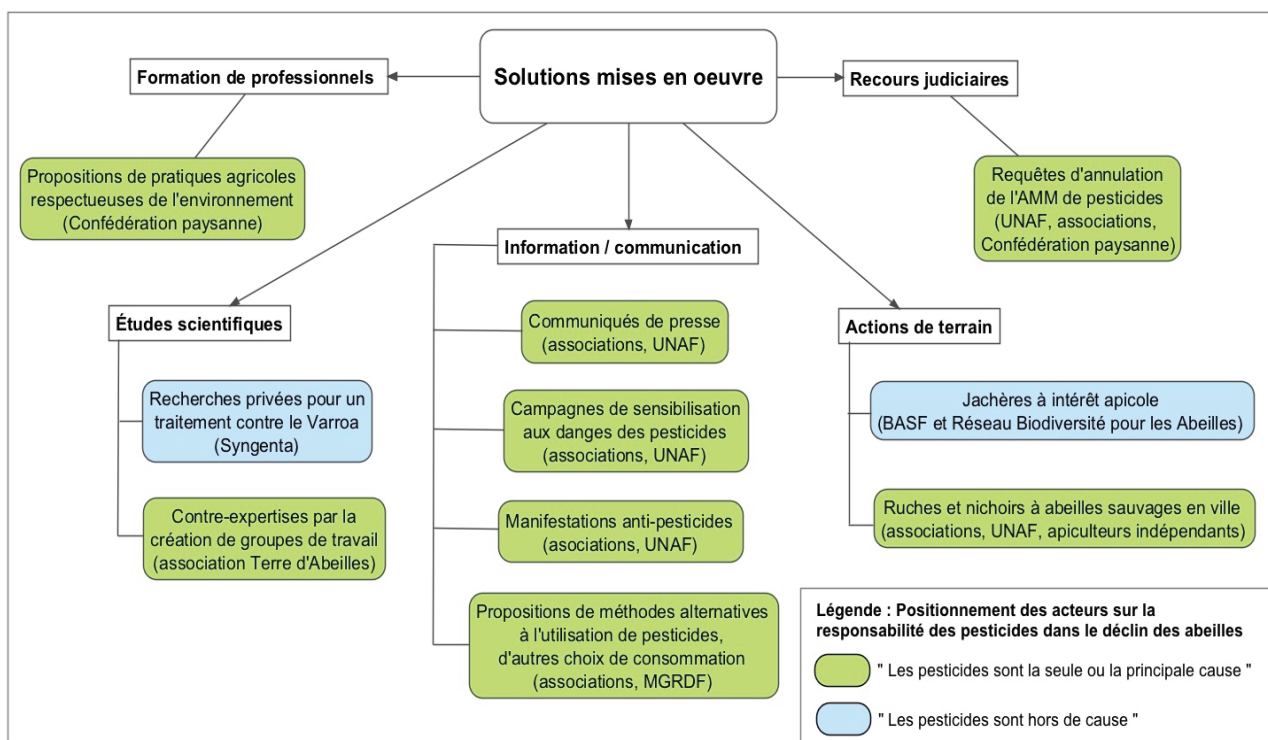 Solutions mises en oeuvre
Formation de professionnels
Propositions de pratiques agricoles
respectueuses de l'environnement
(Confédération paysanne)
Recours judiciaires
Requêtes d'annulation
de l'AMM de pesticides
(UNAF, associations,
Confédération paysanne)
Études scientifiques
Recherches privées pour un
traitement contre le Varroa
(Syngenta)
Contre-expertises par la
création de groupes de travail
(association Terre d'Abeilles)
Information / communication
Communiqués de presse
(associations, UNAF)
Campagnes de sensibilisation
aux dangers des pesticides
(associations, UNAF)
Manifestations anti-pesticides
(asociations, UNAF)
Propositions de méthodes alternatives
à l'utilisation de pesticides,
d'autres choix de consommation
(associations, MGRDF)
Actions de terrain
Jachères à intérêt apicole
(BASF et Réseau Biodiversité pour les Abeilles)
Ruches et nichoirs à abeilles sauvages en ville
(associations, UNAF, apiculteurs indépendants)
Légende : Positionnement des acteurs sur la
responsabilité des pesticides dans le déclin des abeilles
" Les pesticides sont la seule ou la principale cause "
" Les pesticides sont hors de cause "